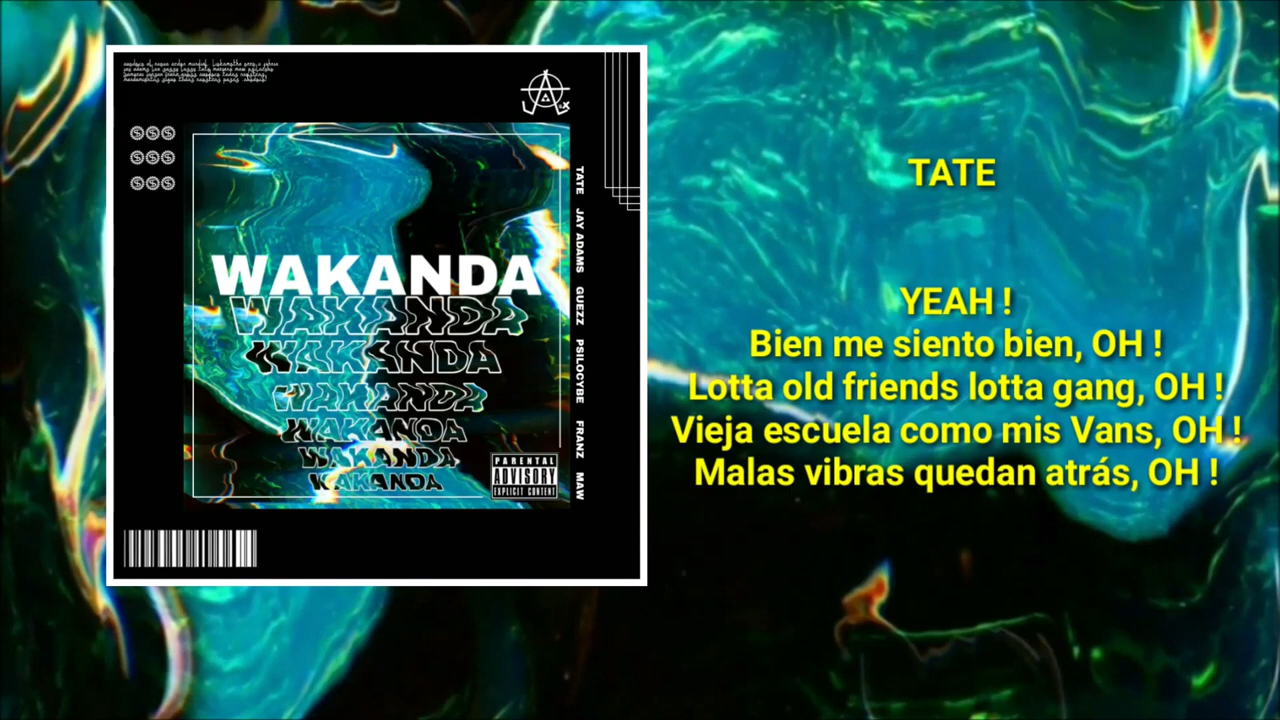 WAKANDA
WAKANDA
WAKANDA
WAKANDA
WAKANDA
WAKANDA
WAKANDA
TATE JAY ADAMS GUEZZ PSILOCYBE FRANZ MAW
PARENTAL
ADVISORY
EXPLICIT CONTENT
TATE
YEAH !
Bien me siento bien, OH !
Lotta old friends lotta gang, OH !
Vieja escuela como mis Vans, OH !
Malas vibras quedan atrás, OH !